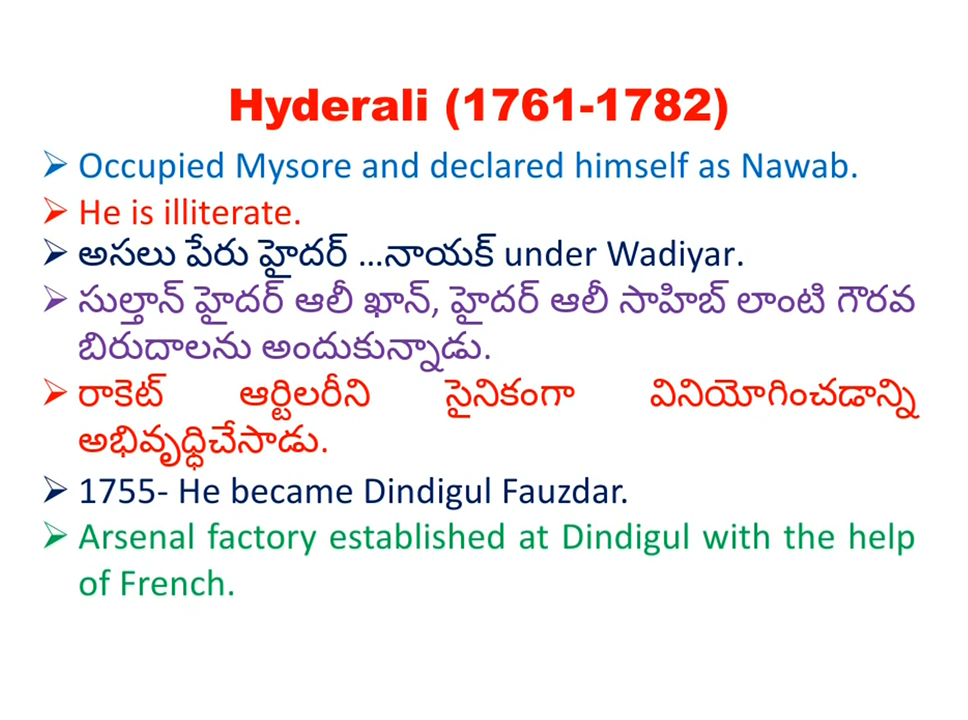 Hyderali (1761-1782)
➢ Occupied Mysore and declared himself as Nawab.
➢ He is illiterate.
➢ అసలు పేరు హైదర్ ...నాయక్ under Wadiyar.
➢ సుల్తాన్ హైదర్ ఆలీ ఖాన్, హైదర్ ఆలీ సాహిబ్ లాంటి గౌరవ
బిరుదాలను అందుకున్నాడు.
➢ రాకెట్ ఆర్టిలరీని సైనికంగా వినియోగించడాన్ని
అభివృద్ధిచేసాడు.
➢ 1755- He became Dindigul Fauzdar.
➢ Arsenal factory established at Dindigul with the help
of French.